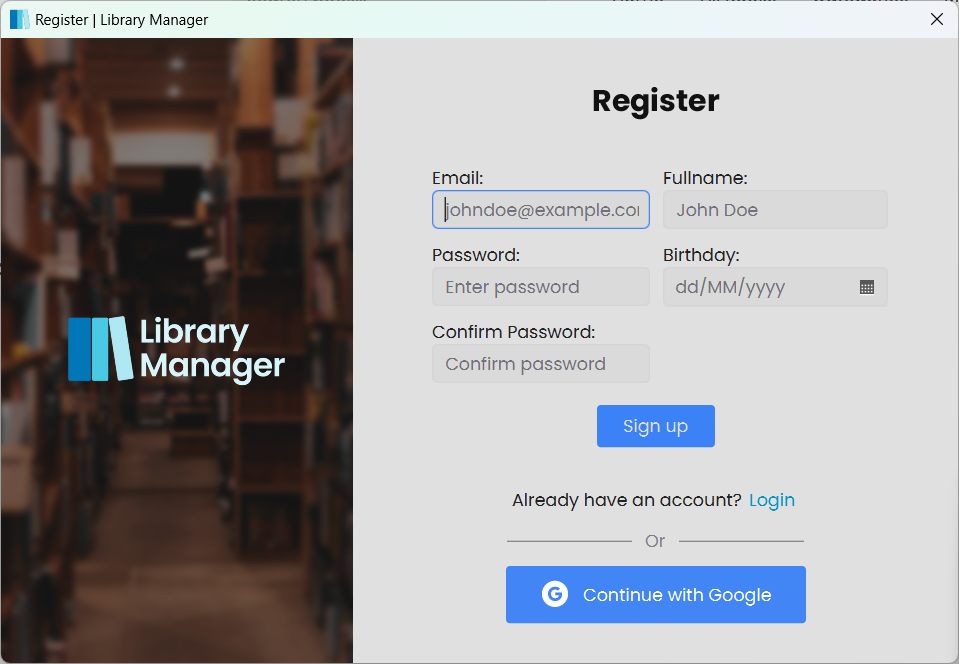 Register | Library Manager
Library
Manager
Register
Email:
johndoe@example.co
Fullname:
John Doe
Password:
Enter password
Birthday:
dd/MM/yyyy
Confirm Password:
Confirm password
Sign up
Already have an account? Login
Or
G Continue with Google